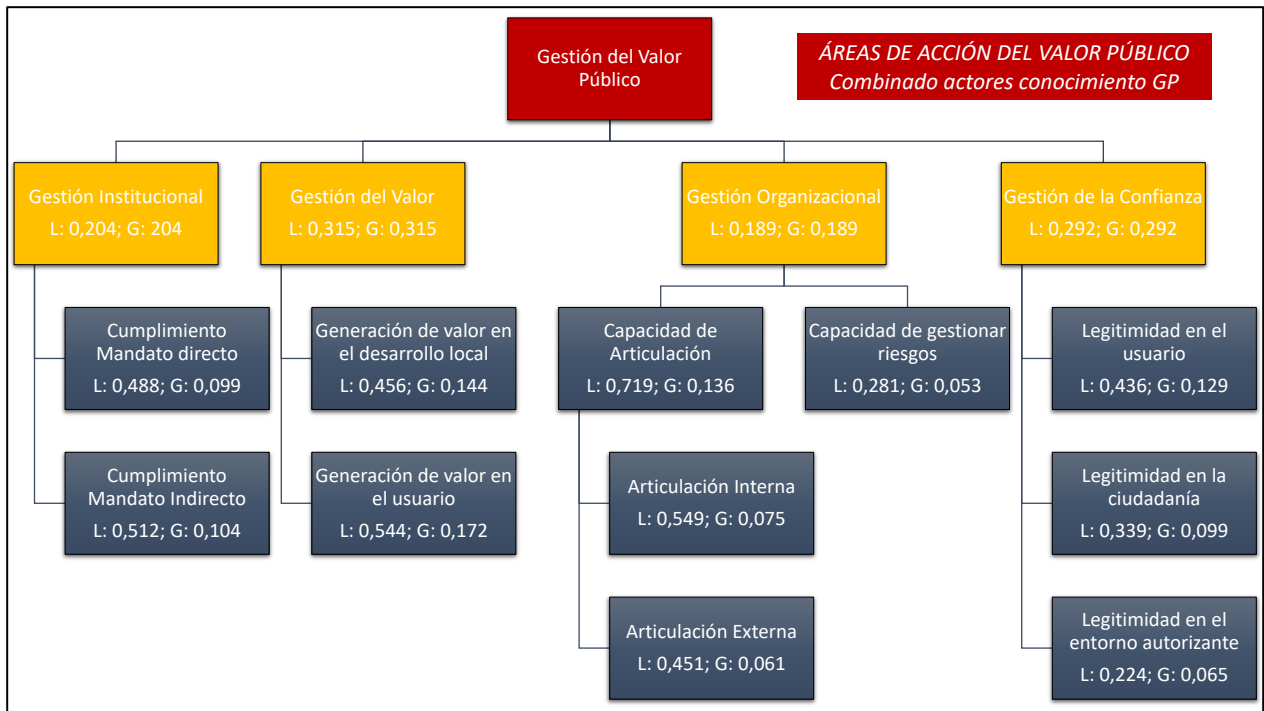 Gestión del Valor
Público
ÁREAS DE ACCIÓN DEL VALOR PÚBLICO
Combinado actores conocimiento GP
Gestión Institucional
L: 0,204; G: 204
Gestión del Valor
L: 0,315; G: 0,315
Gestión Organizacional
L: 0,189; G: 0,189
Gestión de la Confianza
L: 0,292; G: 0,292
Cumplimiento
Mandato directo
L: 0,488; G: 0,099
Generación de valor en
el desarrollo local
L: 0,456; G: 0,144
Capacidad de
Articulación
L: 0,719; G: 0,136
Capacidad de gestionar
riesgos
L: 0,281; G: 0,053
Legitimidad en el
usuario
L: 0,436; G: 0,129
Cumplimiento
Mandato Indirecto
L: 0,512; G: 0,104
Generación de valor en
el usuario
L: 0,544; G: 0,172
Articulación Interna
L: 0,549; G: 0,075
Legitimidad en la
ciudadanía
L: 0,339; G: 0,099
Articulación Externa
L: 0,451; G: 0,061
Legitimidad en el
entorno autorizante
L: 0,224; G: 0,065